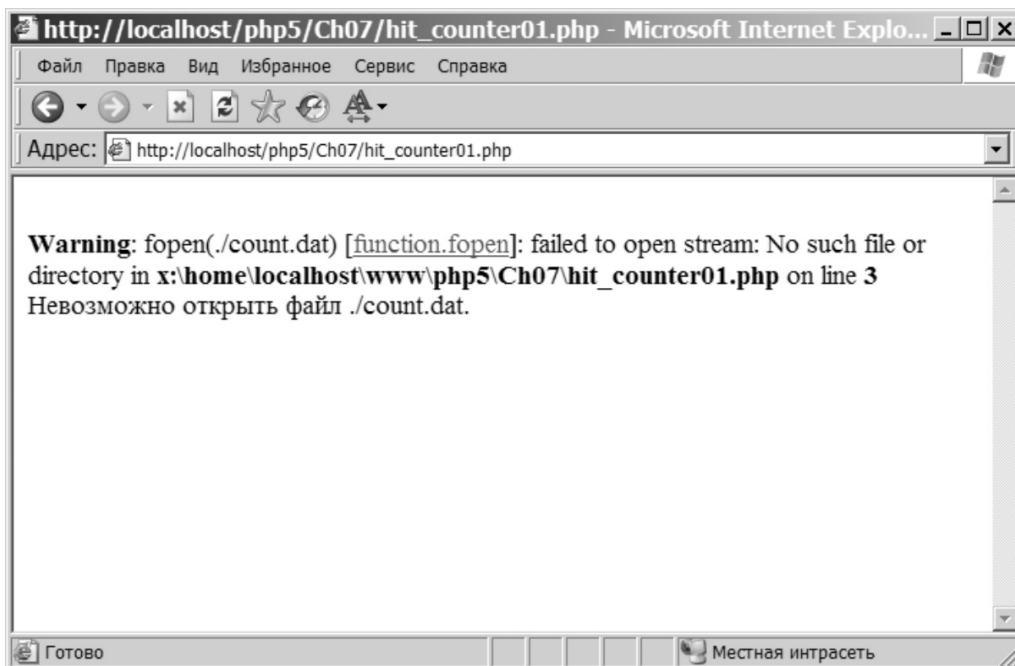 http://localhost/php5/Ch07/hit_counter01.php - Microsoft Internet Explo...
Файл Правка Вид Избранное Сервис Справка
Адрес: http://localhost/php5/Ch07/hit_counter01.php
Warning: fopen(./count.dat) [function.fopen]: failed to open stream: No such file or
directory in x:\home\localhost\www\php5\Ch07\hit_counter01.php on line 3
Невозможно открыть файл ./count.dat.
Готово Местная интрасеть